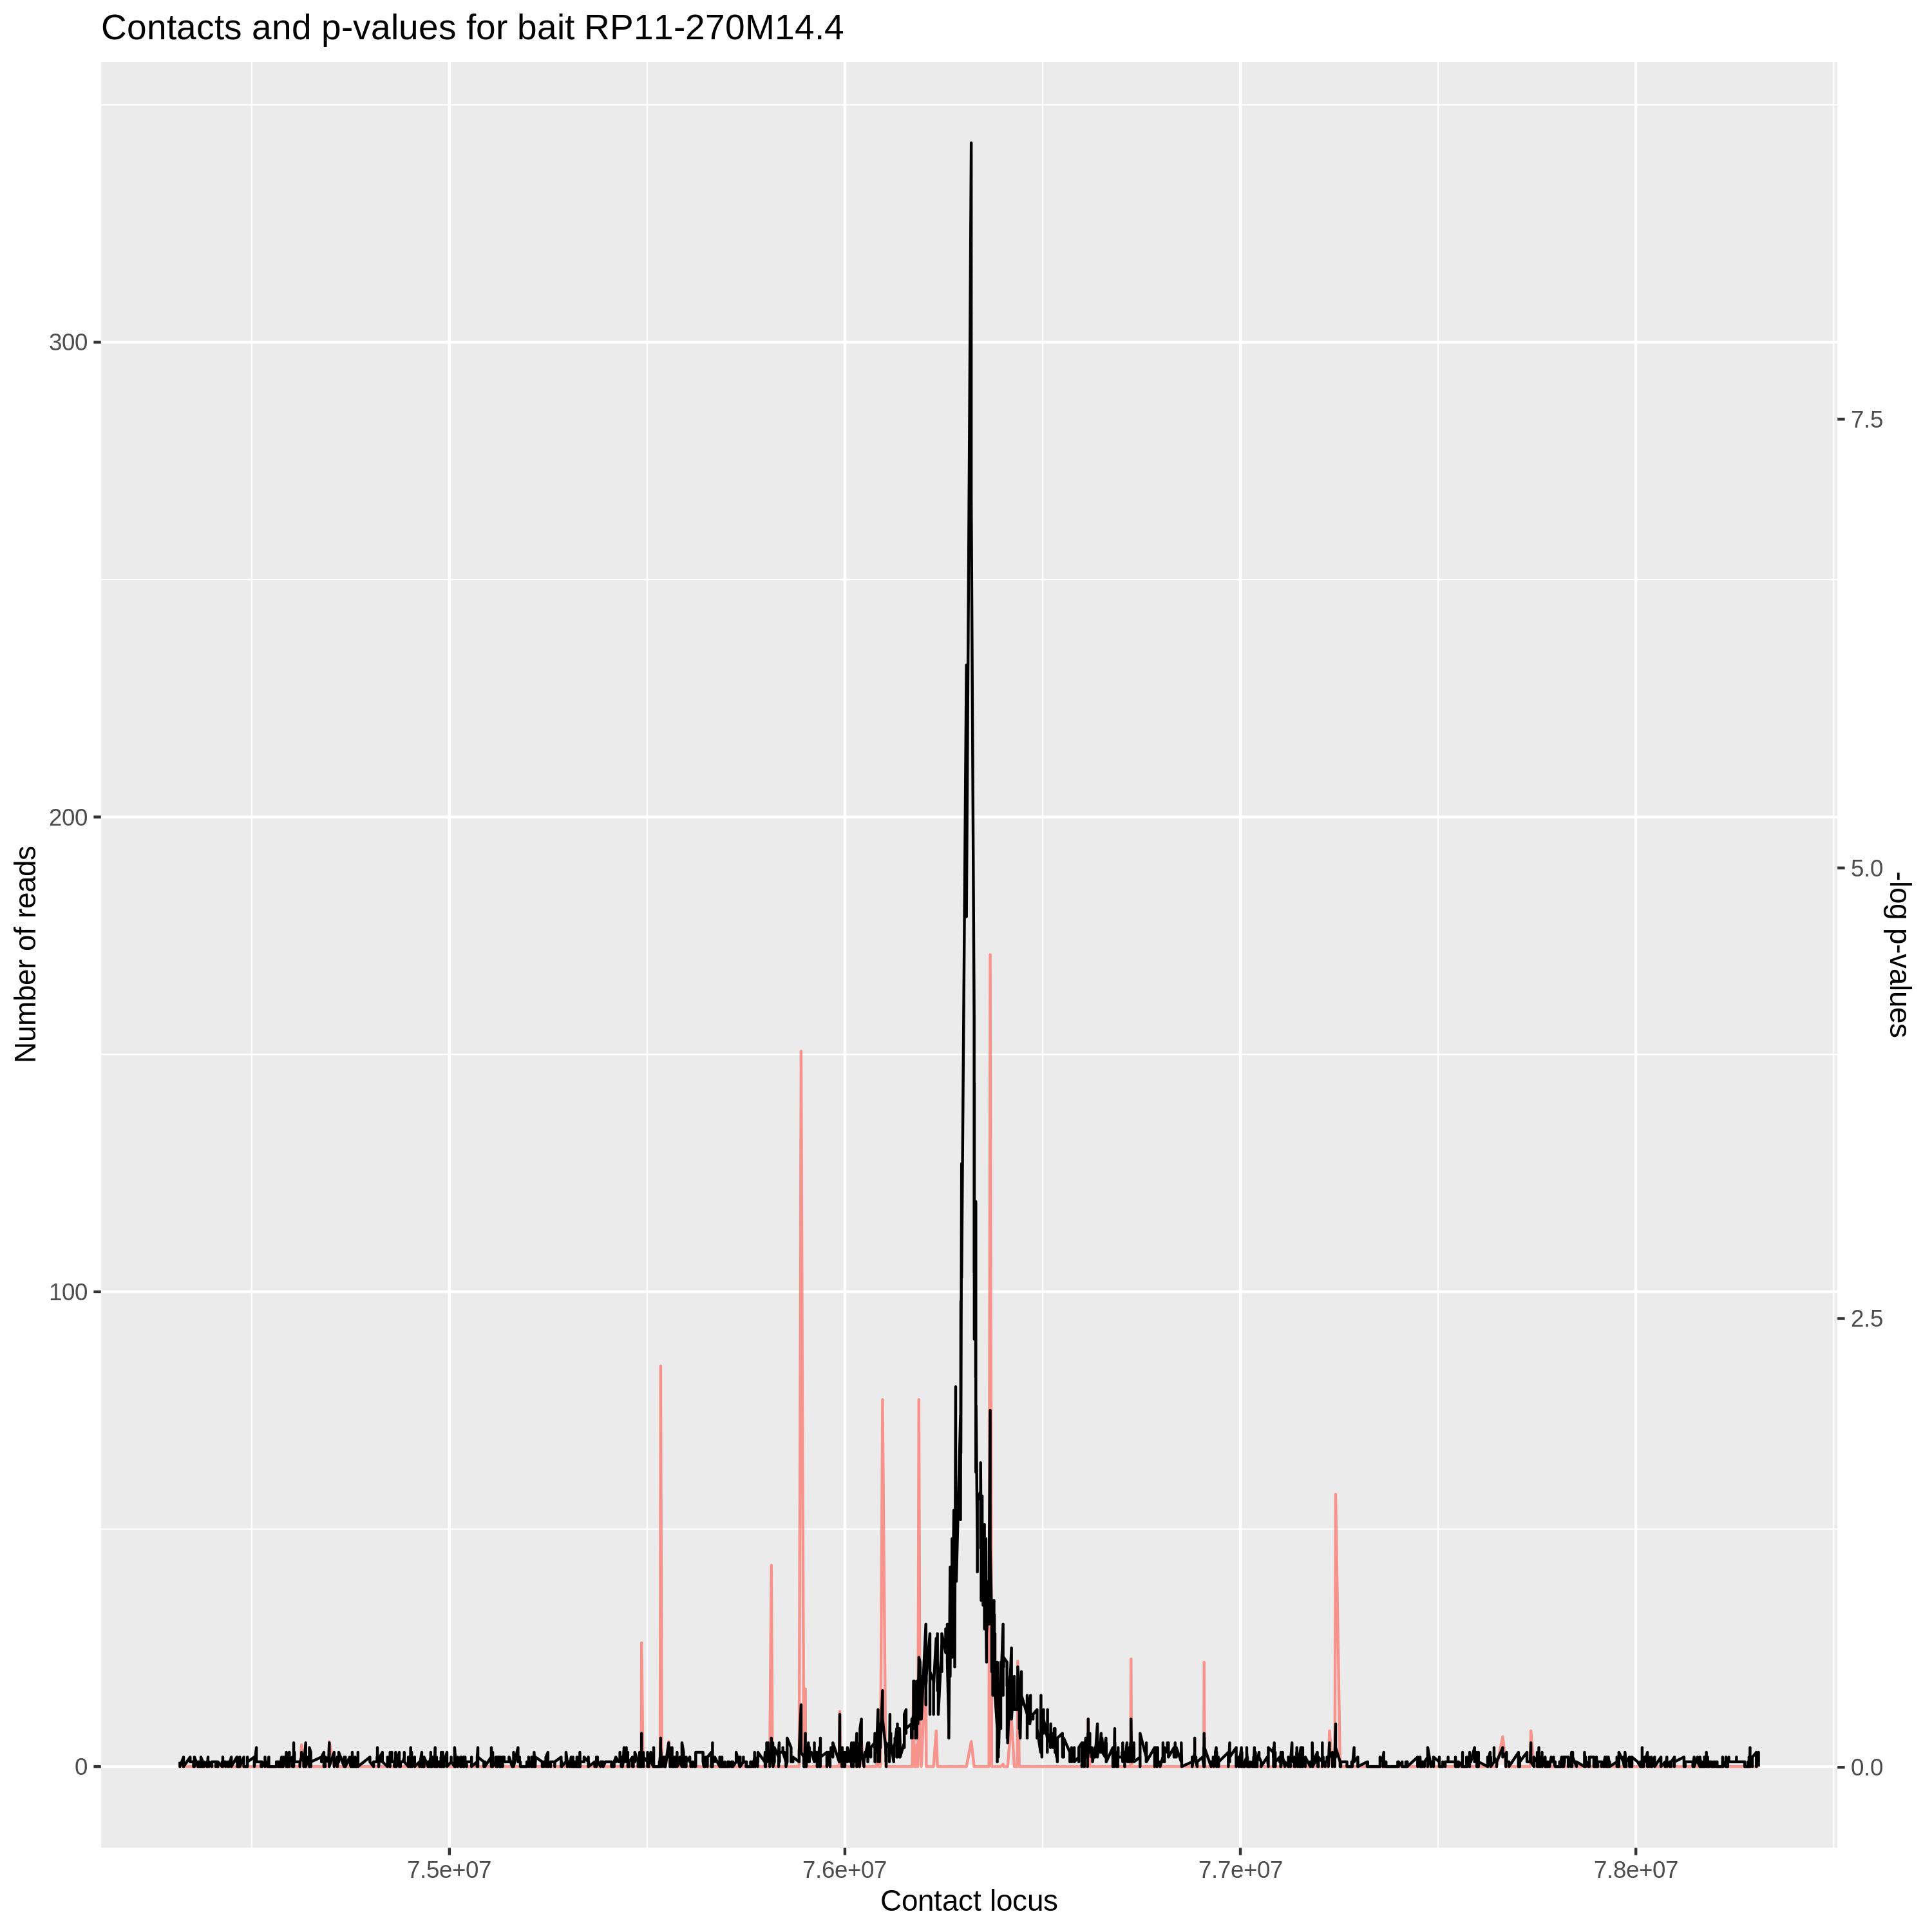 Contacts and p-values for bait RP11-270M14.4
300
200
100
0
Number of reads
7.5
5.0
2.5
0.0
-log p-values
7.5e+07
7.6e+07
7.7e+07
7.8e+07
Contact locus